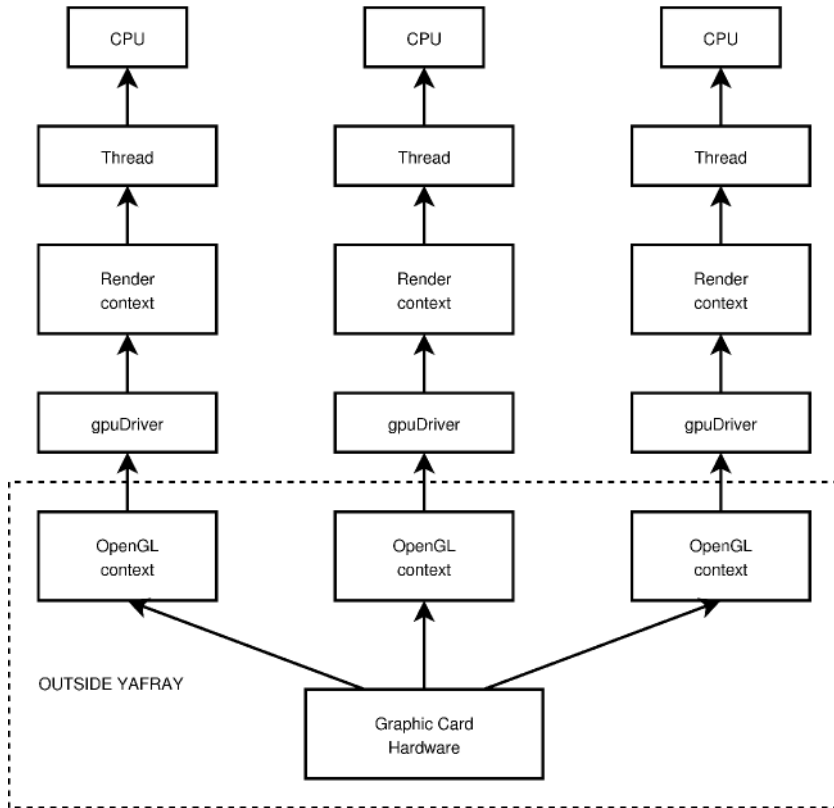 CPU
CPU
CPU
Thread
Thread
Thread
Render
context
Render
context
Render
context
gpuDriver
gpuDriver
gpuDriver
OpenGL
context
OpenGL
context
OpenGL
context
OUTSIDE YAFRAY
Graphic Card
Hardware